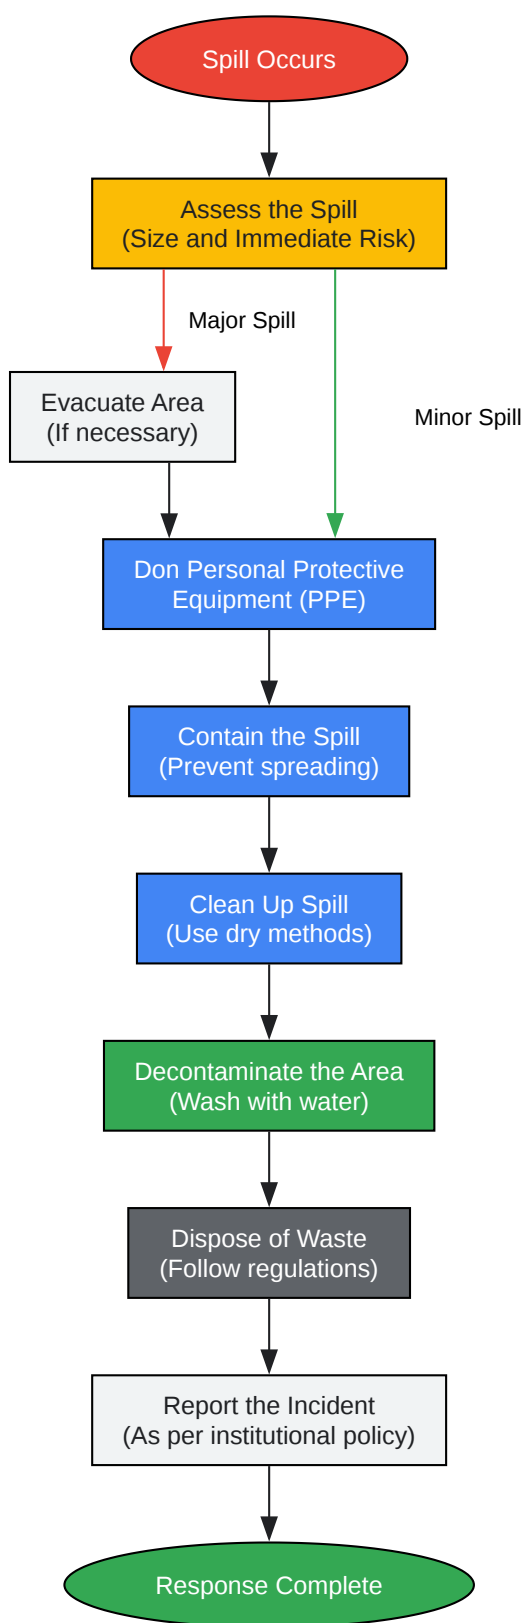 Spill Occurs
Assess the Spill
(Size and Immediate Risk)
Major Spill
Evacuate Area
(If necessary)
Minor Spill
Don Personal Protective
Equipment (PPE)
Contain the Spill
(Prevent spreading)
Clean Up Spill
(Use dry methods)
Decontaminate the Area
(Wash with water)
Dispose of Waste
(Follow regulations)
Report the Incident
(As per institutional policy)
Response Complete